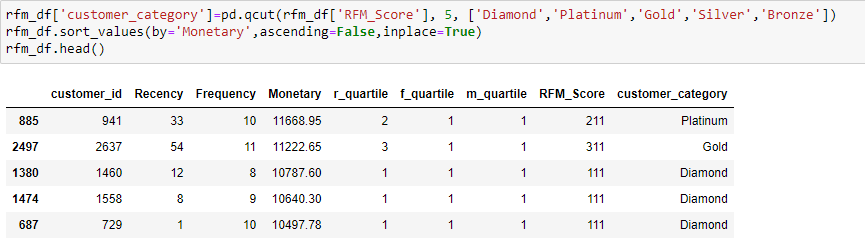 rfm_df['customer_category']=pd.qcut(rfm_df['RFM_Score'], 5, ['Diamond','Platinum','Gold','Silver','Bronze'])
rfm_df.sort_values(by='Monetary',ascending=False,inplace=True)
rfm_df.head()
customer_id Recency Frequency Monetary r_quartile f_quartile m_quartile RFM_Score customer_category
885 941 33 10 11668.95 2 1 1 211 Platinum
2497 2637 54 11 11222.65 3 1 1 311 Gold
1380 1460 12 8 10787.60 1 1 1 111 Diamond
1474 1558 8 9 10640.30 1 1 1 111 Diamond
687 729 1 10 10497.78 1 1 1 111 Diamond